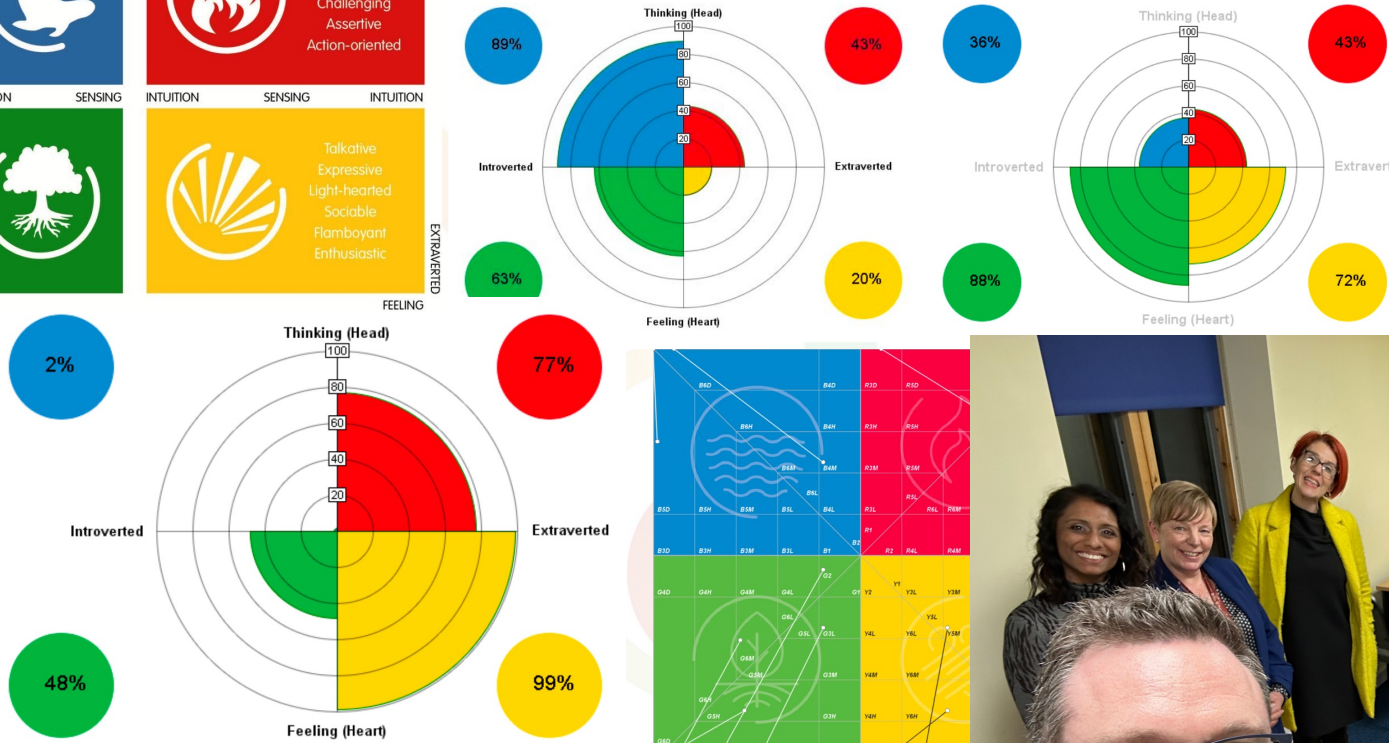 Challenging
Assertive
Action-oriented
SENSING
INTUITION
SENSING
INTUITION
Talkative
Expressive
Light-hearted
Sociable
Flamboyant
Enthusiastic
EXTRAVERTED
FEELING
Thinking (Head)
89%
43%
100
80
60
40
20
Introverted
Extraverted
63%
20%
Feeling (Heart)
Thinking (Head)
36%
43%
100
80
60
40
20
Introverted
88%
72%
Feeling (Heart)
Thinking (Head)
2%
77%
100
80
60
40
20
Introverted
Extraverted
48%
99%
Feeling (Heart)
B6D B4D R3D R5D
B6H B4H R3H R5H
B6M B4M R3M R5M
B6L R5L
B5D B5H B5M B5L B4L R3L R6L R6M
R1
B2
B3D B3H B3M B3L B1 R2 R4L R4M
G2
Y1
G4D G4H G4M G4L G1 Y2 Y3L Y3M
G6L Y5L
G5L G3L Y4L Y6L Y5M
G6M
G5M G3M Y4M Y6M
G6H
G5H G3H Y4H Y6H
G6D